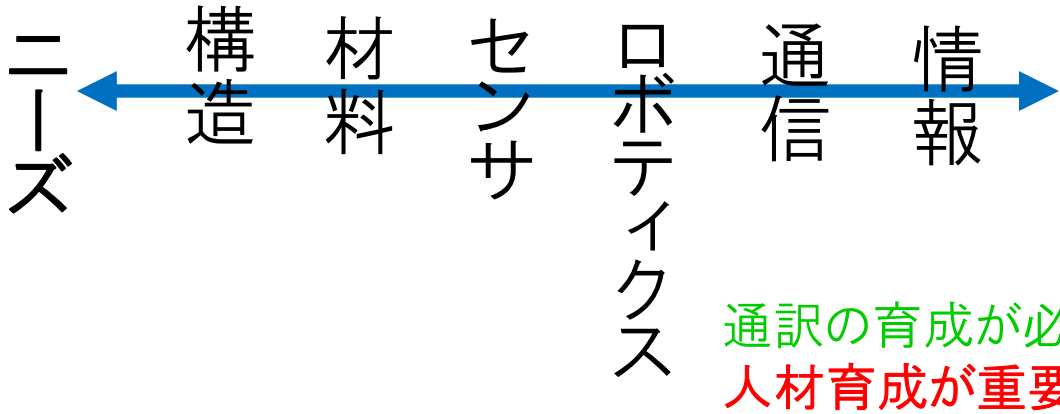 ニーズ
構造
材料
センサ
ロボティクス
通信
情報
通訳の育成が必
人材育成が重要